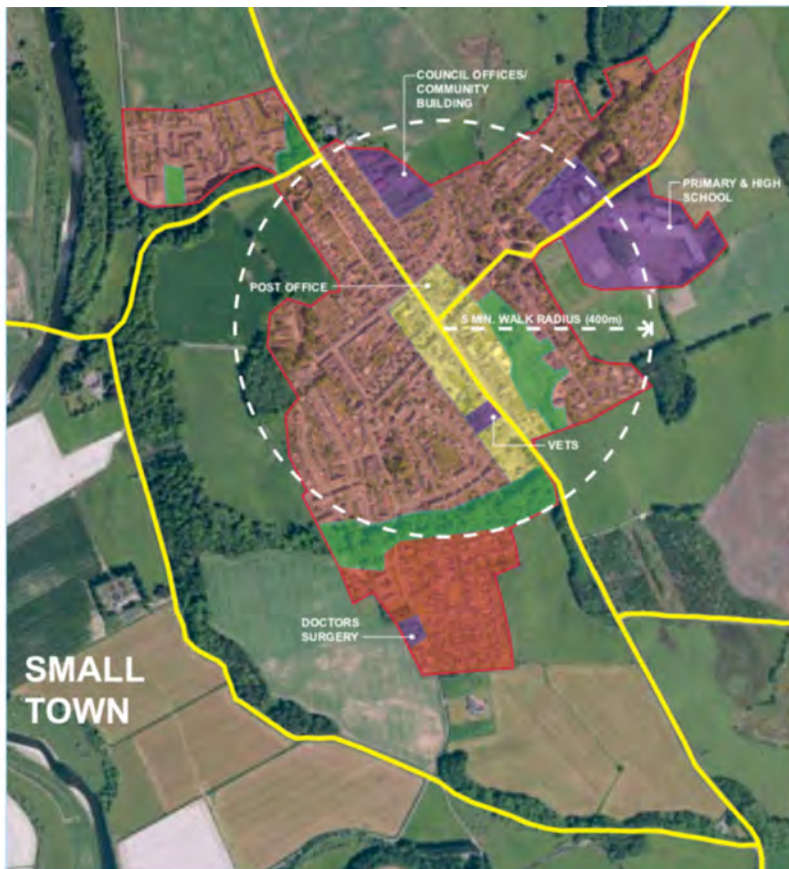 COUNCIL OFFICES/
COMMUNITY
BUILDING
PRIMARY & HIGH
SCHOOL
POST OFFICE
5 MIN. WALK RADIUS (400m)
VETS
DOCTORS
SURGERY
SMALL
TOWN